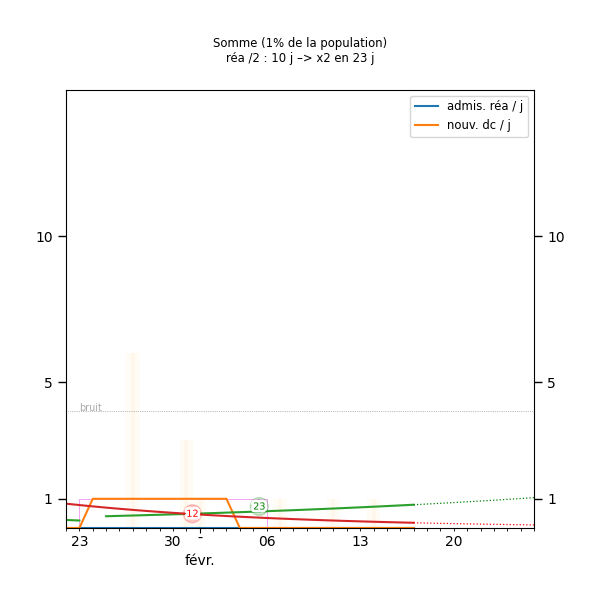 Somme (1% de la population)
réa /2 : 10 j –> x2 en 23 j
admis. réa / j
nouv. dc / j
10
10
5
5
bruit
1
1
12
23
23
30
-
06
13
20
févr.